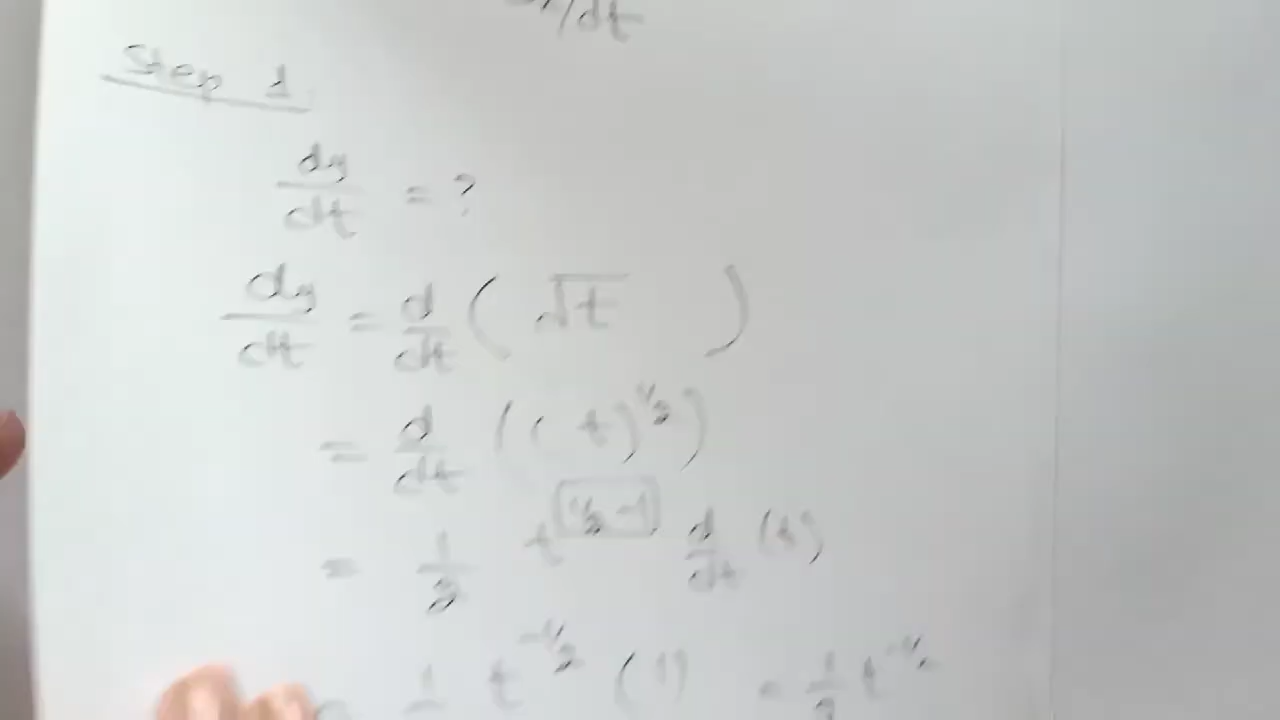 /dt
Step 1
dy/dt = ?
dy/dt = d/dt ( √t )
= d/dt (( t )^1/2)
= 1/2 t^[1/2 -1] d/dt (t)
1 t^-1/2 (1) = 1/2 t^-1/2